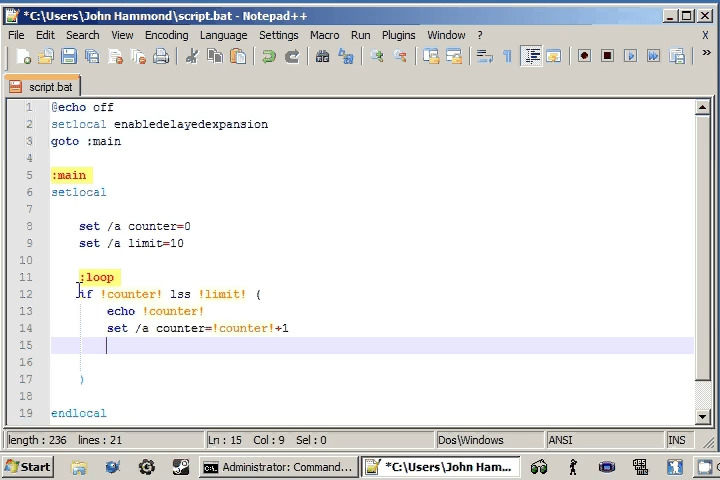 *C:\Users\John Hammond\script.bat - Notepad++
File Edit Search View Encoding Language Settings Macro Run Plugins Window ? X
script.bat
1 @echo off
2 setlocal enabledelayedexpansion
3 goto :main
4
5 :main
6 setlocal
7
8 set /a counter=0
9 set /a limit=10
10
11 :loop
12 if !counter! lss !limit! (
13 echo !counter!
14 set /a counter=!counter!+1
15
16
17 )
18
19 endlocal
length : 236 lines : 21 Ln : 15 Col : 9 Sel : 0 Dos\Windows ANSI INS
Start Administrator: Command... *C:\Users\John Hamm...